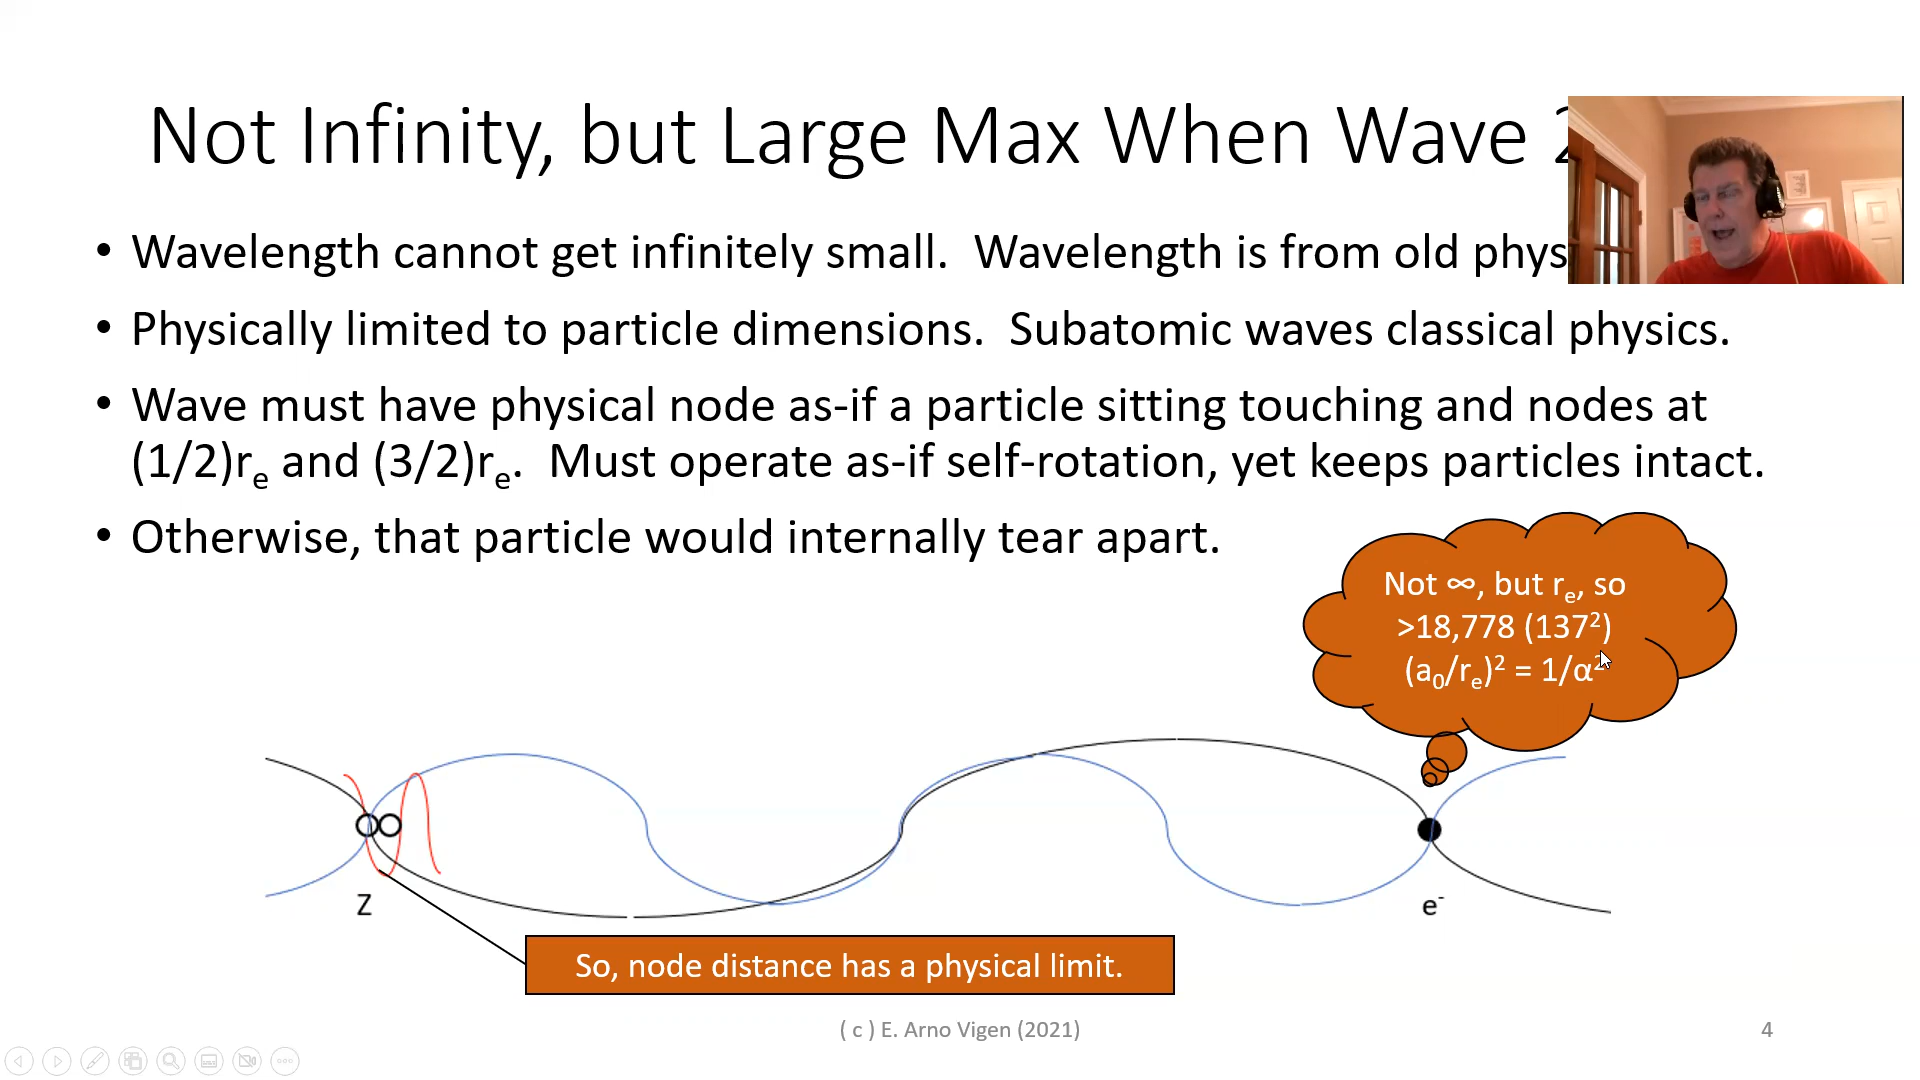 Not Infinity, but Large Max When Wave
• Wavelength cannot get infinitely small.  Wavelength is from old phys
• Physically limited to particle dimensions.  Subatomic waves classical physics.
• Wave must have physical node as-if a particle sitting touching and nodes at
(1/2)rₑ and (3/2)rₑ.  Must operate as-if self-rotation, yet keeps particles intact.
• Otherwise, that particle would internally tear apart.
Not ∞, but rₑ, so
>18,778 (137²)
(a₀/rₑ)² = 1/α²
Z
e⁻
So, node distance has a physical limit.
( c ) E. Arno Vigen (2021)
4